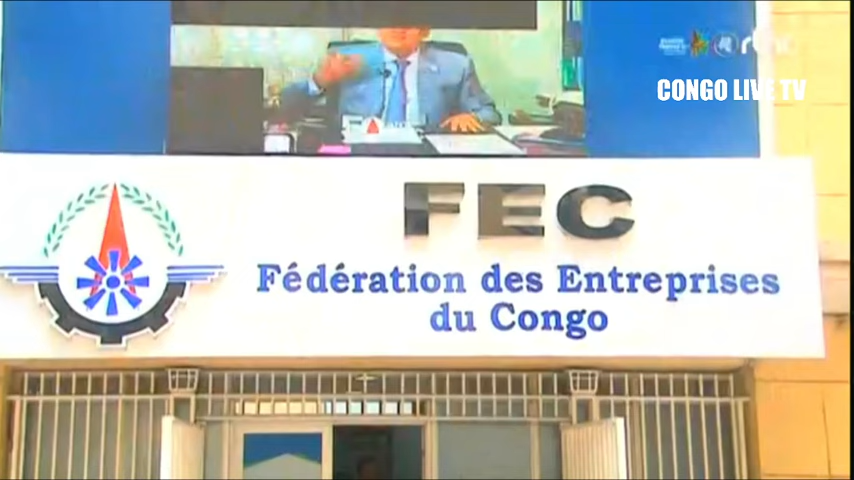 CONGO LIVE TV
FEC
Fédération des Entreprises
du Congo